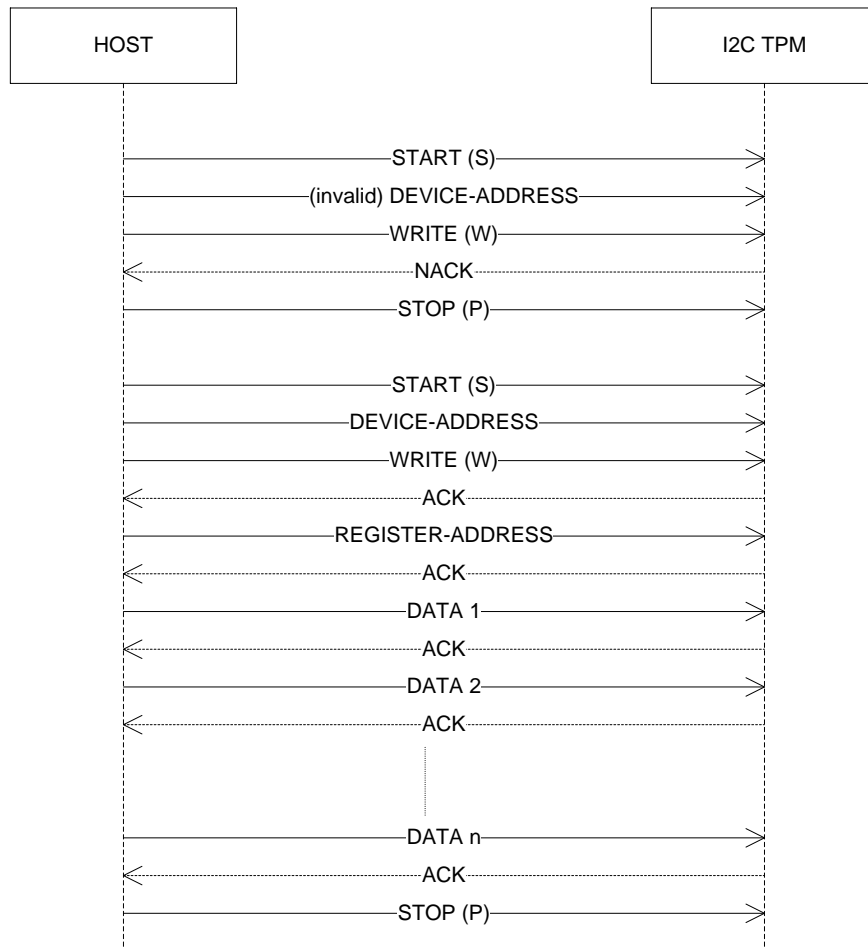 HOST
I2C TPM
START (S)
(invalid) DEVICE-ADDRESS
WRITE (W)
NACK
STOP (P)
START (S)
DEVICE-ADDRESS
WRITE (W)
ACK
REGISTER-ADDRESS
ACK
DATA 1
ACK
DATA 2
ACK
DATA n
ACK
STOP (P)